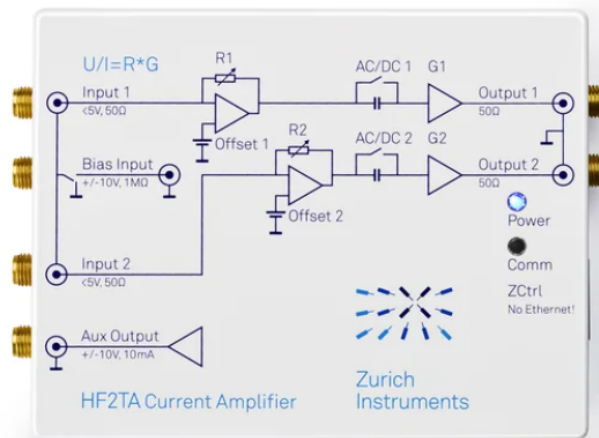 U/I=R*G
R1
AC/DC 1
G1
Input 1
<5V, 50Ω
Output 1
50Ω
Offset 1
R2
AC/DC 2
G2
Bias Input
+/-10V, 1MΩ
Output 2
50Ω
Offset 2
Power
Input 2
<5V, 50Ω
Comm
ZCtrl
No Ethernet!
Aux Output
+/-10V, 10mA
HF2TA Current Amplifier
Zurich
Instruments